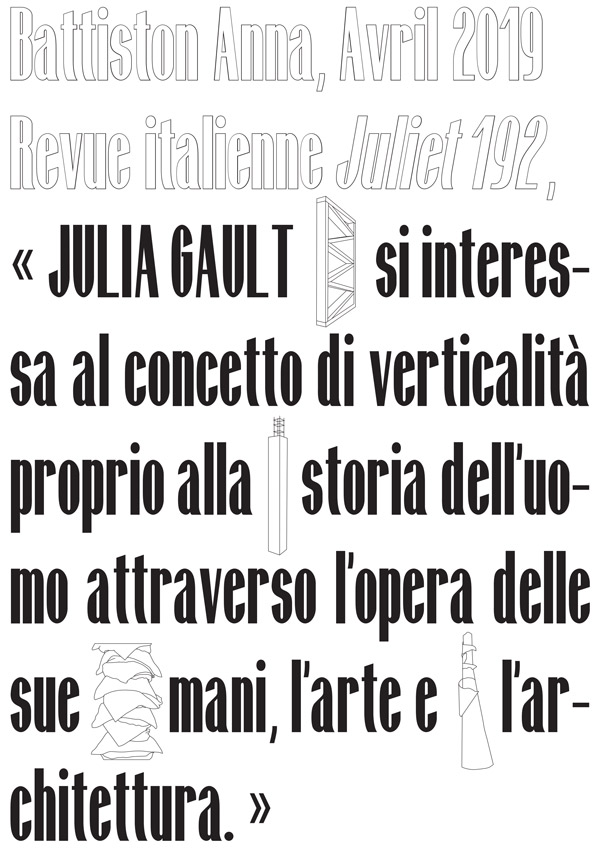 Battiston Anna, Avril 2019
Revue italienne Juliet 192,
« JULIA GAULT si interes-
sa al concetto di verticalità
proprio alla storia dell'uo-
mo attraverso l'opera delle
sue mani, l'arte e l'ar-
chitettura. »